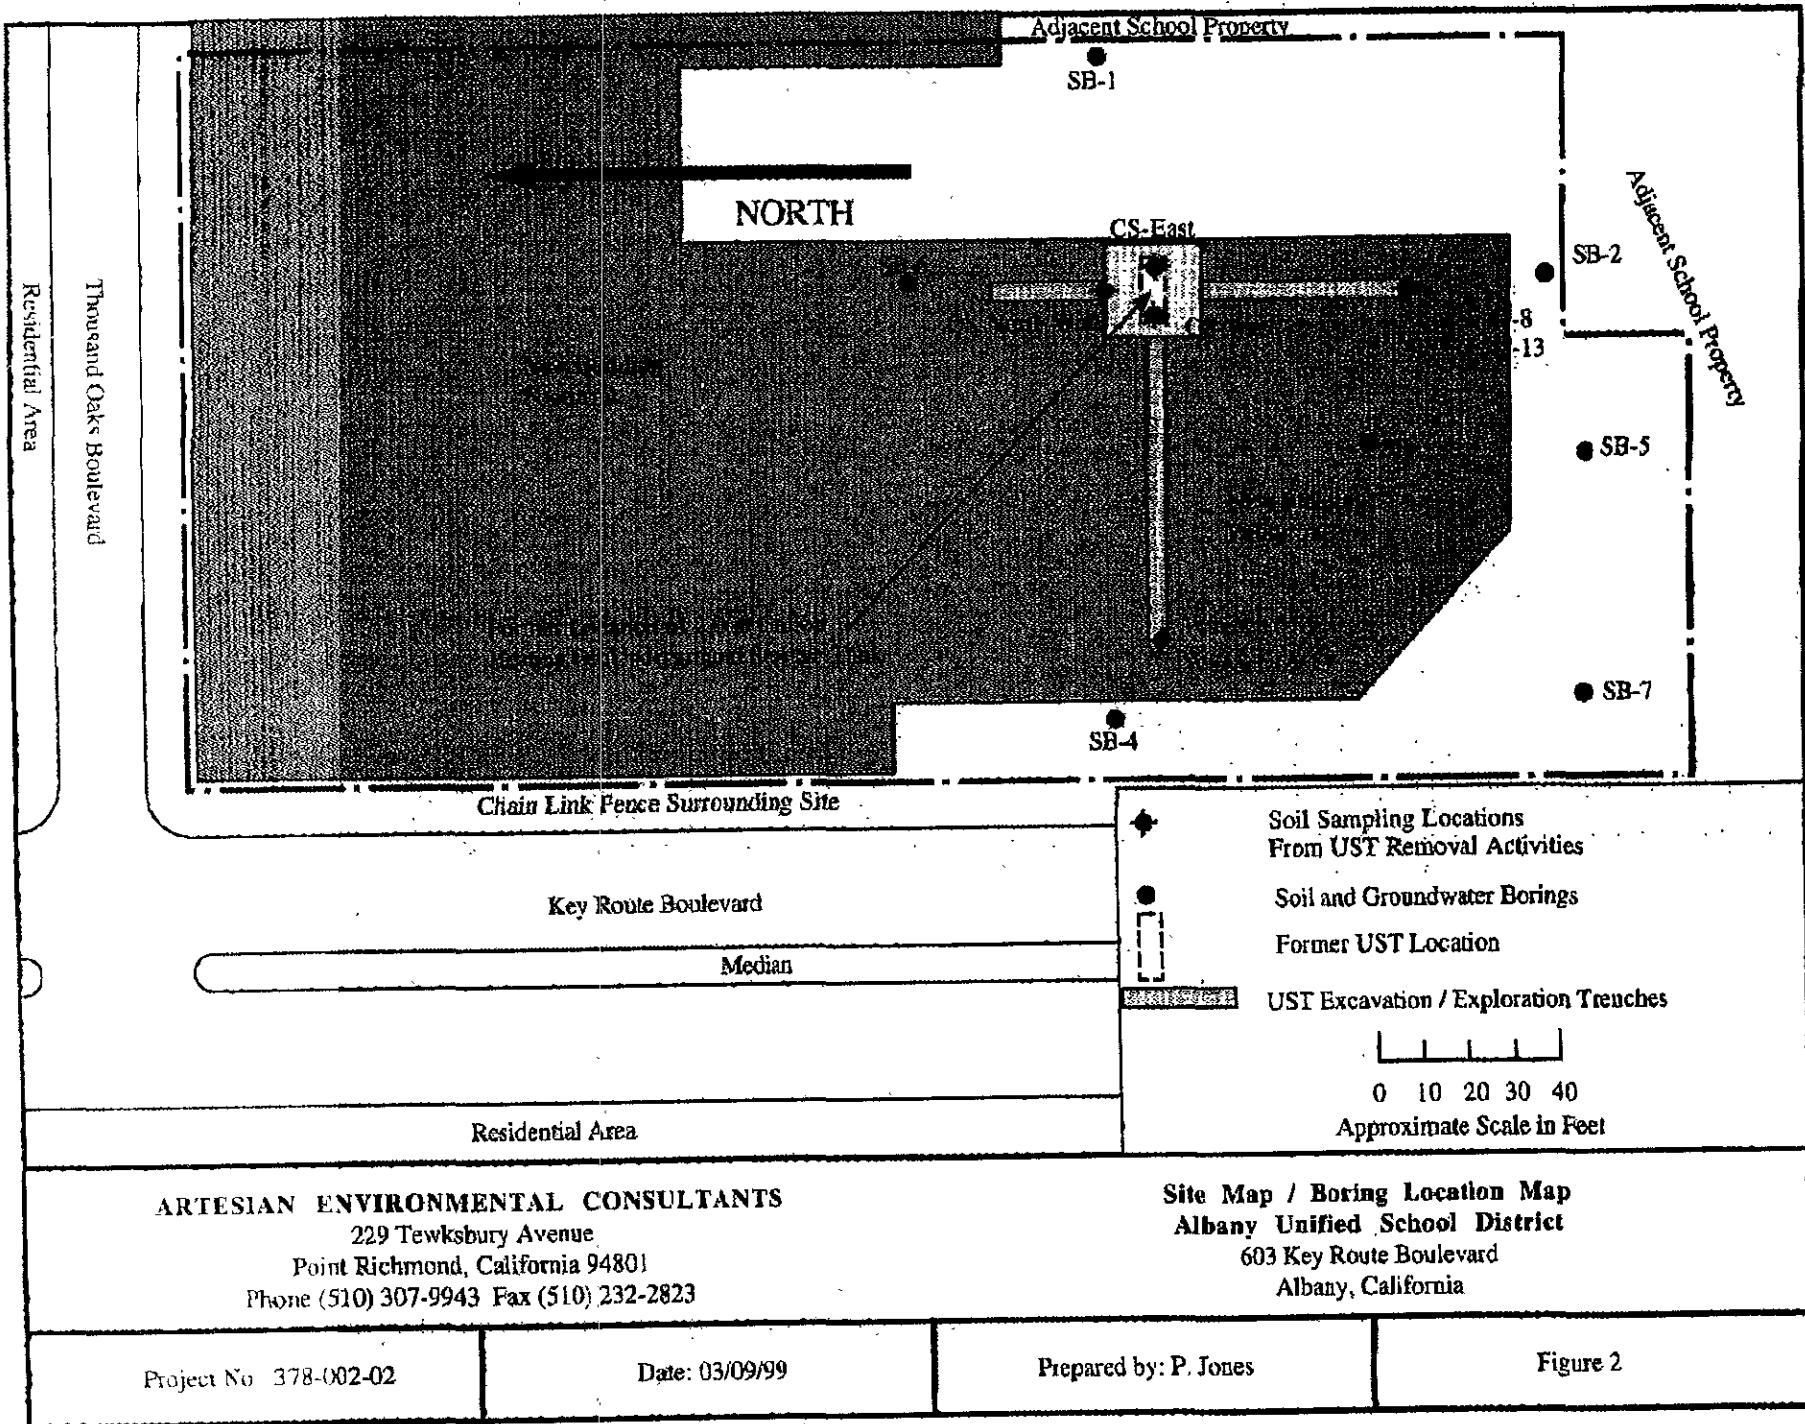 Adjacent School Property
SB-1
NORTH
CS-East
SB-2
Adjacent School Property
-8
-13
SB-5
SB-7
SB-4
Residential Area
Thousand Oaks Boulevard
Chain Link Fence Surrounding Site
Key Route Boulevard
Median
Residential Area
Soil Sampling Locations
From UST Removal Activities
Soil and Groundwater Borings
Former UST Location
UST Excavation / Exploration Trenches
0 10 20 30 40
Approximate Scale in Feet
ARTESIAN ENVIRONMENTAL CONSULTANTS
229 Tewksbury Avenue
Point Richmond, California 94801
Phone (510) 307-9943 Fax (510) 232-2823
Site Map / Boring Location Map
Albany Unified School District
603 Key Route Boulevard
Albany, California
Project No 378-002-02
Date: 03/09/99
Prepared by: P. Jones
Figure 2